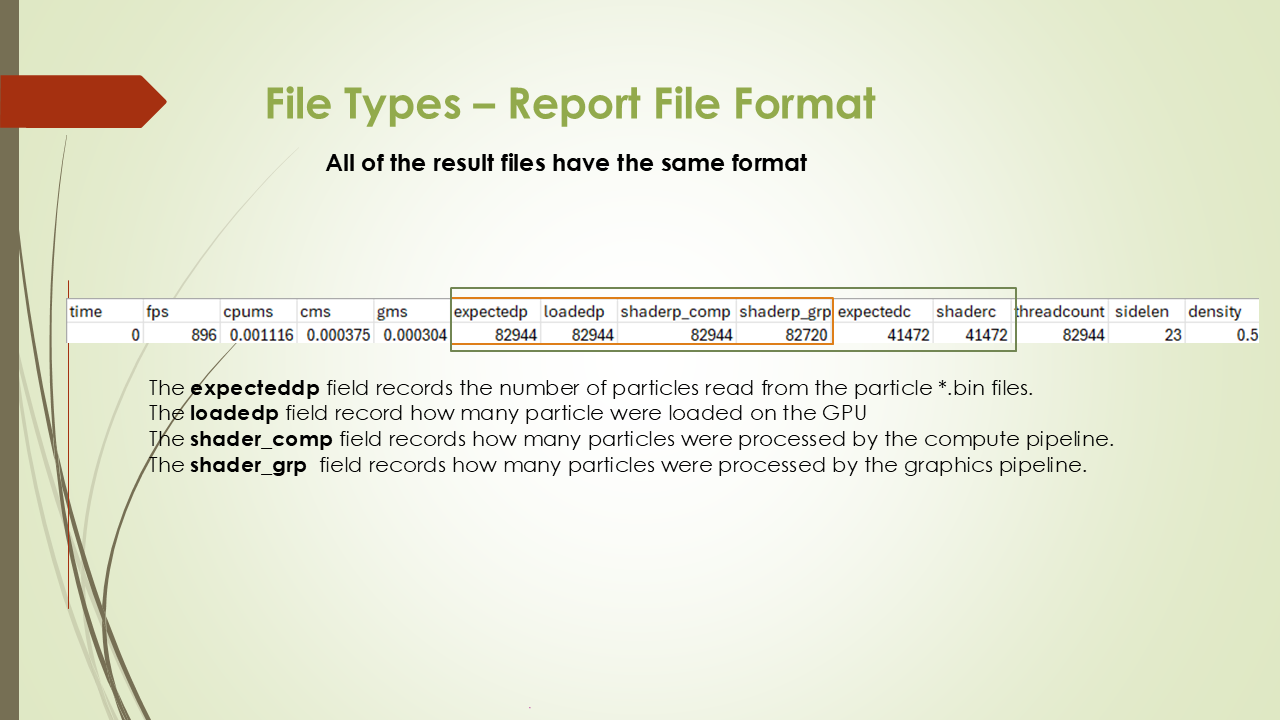 File Types – Report File Format
All of the result files have the same format
time fps cpums cms gms expectedp loadedp shaderp_comp shaderp_grp expectedc shaderc threadcount sidelen density
0 896 0.001116 0.000375 0.000304 82944 82944 82944 82720 41472 41472 82944 23 0.5
The expecteddp field records the number of particles read from the particle *.bin files.
The loadedp field record how many particle were loaded on the GPU
The shader_comp field records how many particles were processed by the compute pipeline.
The shader_grp field records how many particles were processed by the graphics pipeline.
.